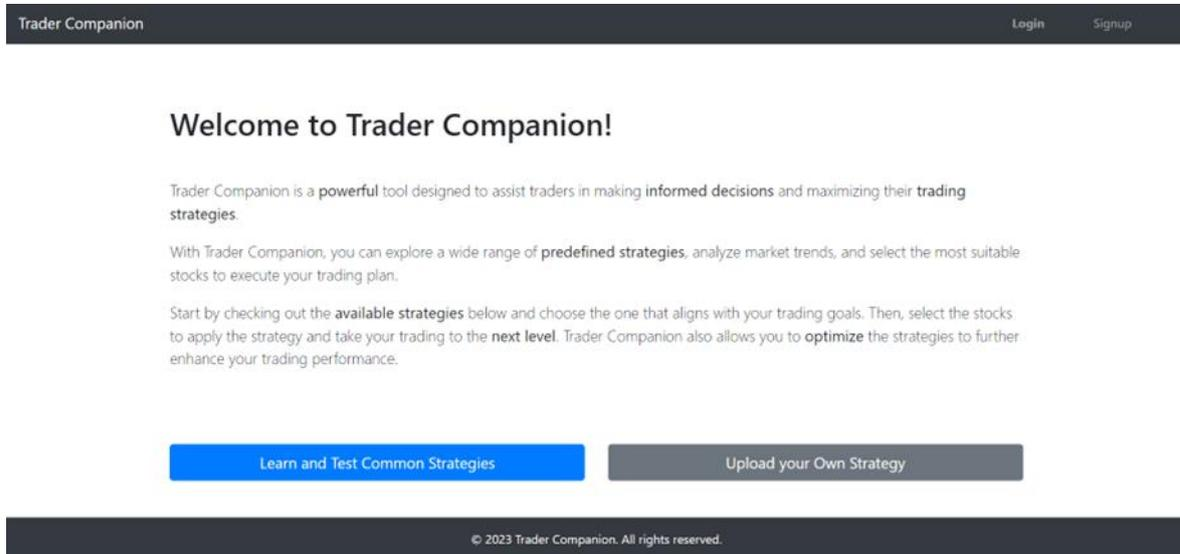 Trader Companion
Login
Signup
Welcome to Trader Companion!
Trader Companion is a powerful tool designed to assist traders in making informed decisions and maximizing their trading
strategies.
With Trader Companion, you can explore a wide range of predefined strategies, analyze market trends, and select the most suitable
stocks to execute your trading plan.
Start by checking out the available strategies below and choose the one that aligns with your trading goals. Then, select the stocks
to apply the strategy and take your trading to the next level. Trader Companion also allows you to optimize the strategies to further
enhance your trading performance.
Learn and Test Common Strategies
Upload your Own Strategy
© 2023 Trader Companion. All rights reserved.